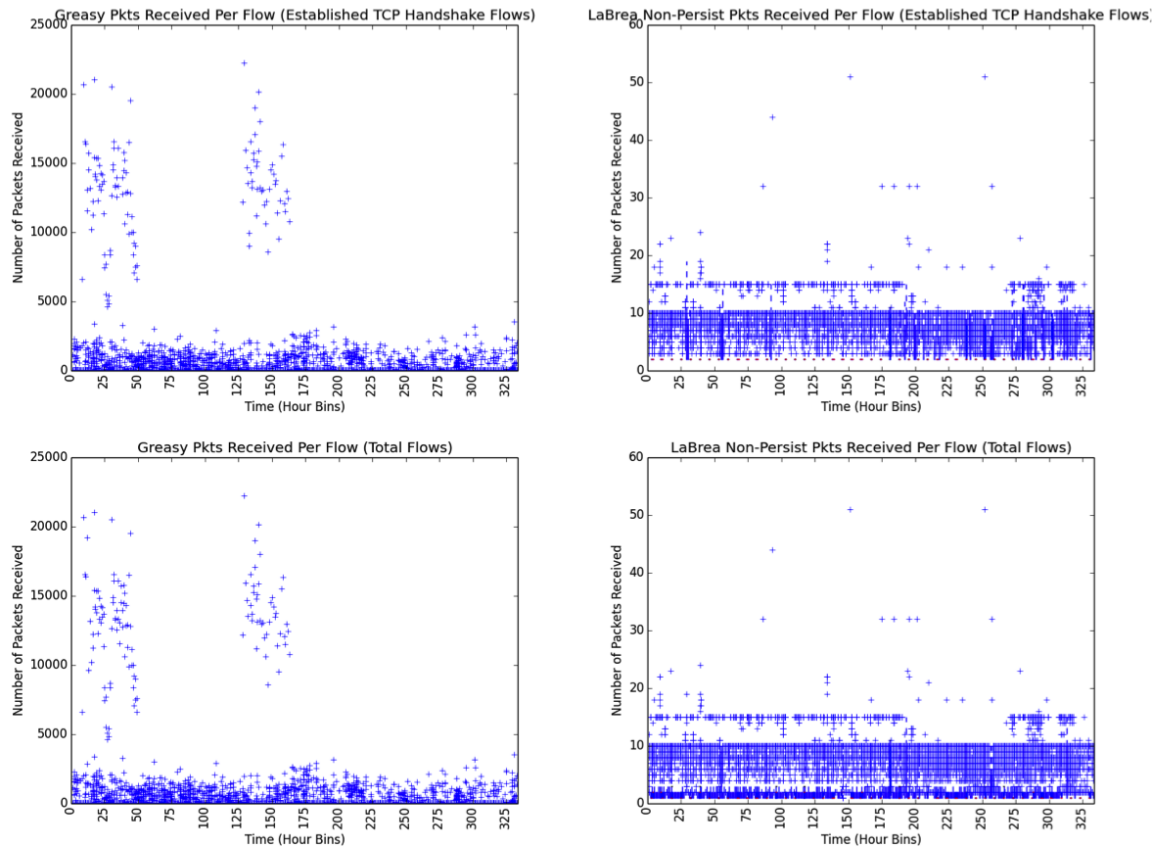 Greasy Pkts Received Per Flow (Established TCP Handshake Flows)
25000
20000
15000
10000
5000
0
Number of Packets Received
0 25 50 75 100 125 150 175 200 225 250 275 300 325
Time (Hour Bins)
LaBrea Non-Persist Pkts Received Per Flow (Established TCP Handshake Flows)
60
50
40
30
20
10
0
Number of Packets Received
0 25 50 75 100 125 150 175 200 225 250 275 300 325
Time (Hour Bins)
Greasy Pkts Received Per Flow (Total Flows)
25000
20000
15000
10000
5000
0
Number of Packets Received
0 25 50 75 100 125 150 175 200 225 250 275 300 325
Time (Hour Bins)
LaBrea Non-Persist Pkts Received Per Flow (Total Flows)
60
50
40
30
20
10
0
Number of Packets Received
0 25 50 75 100 125 150 175 200 225 250 275 300 325
Time (Hour Bins)